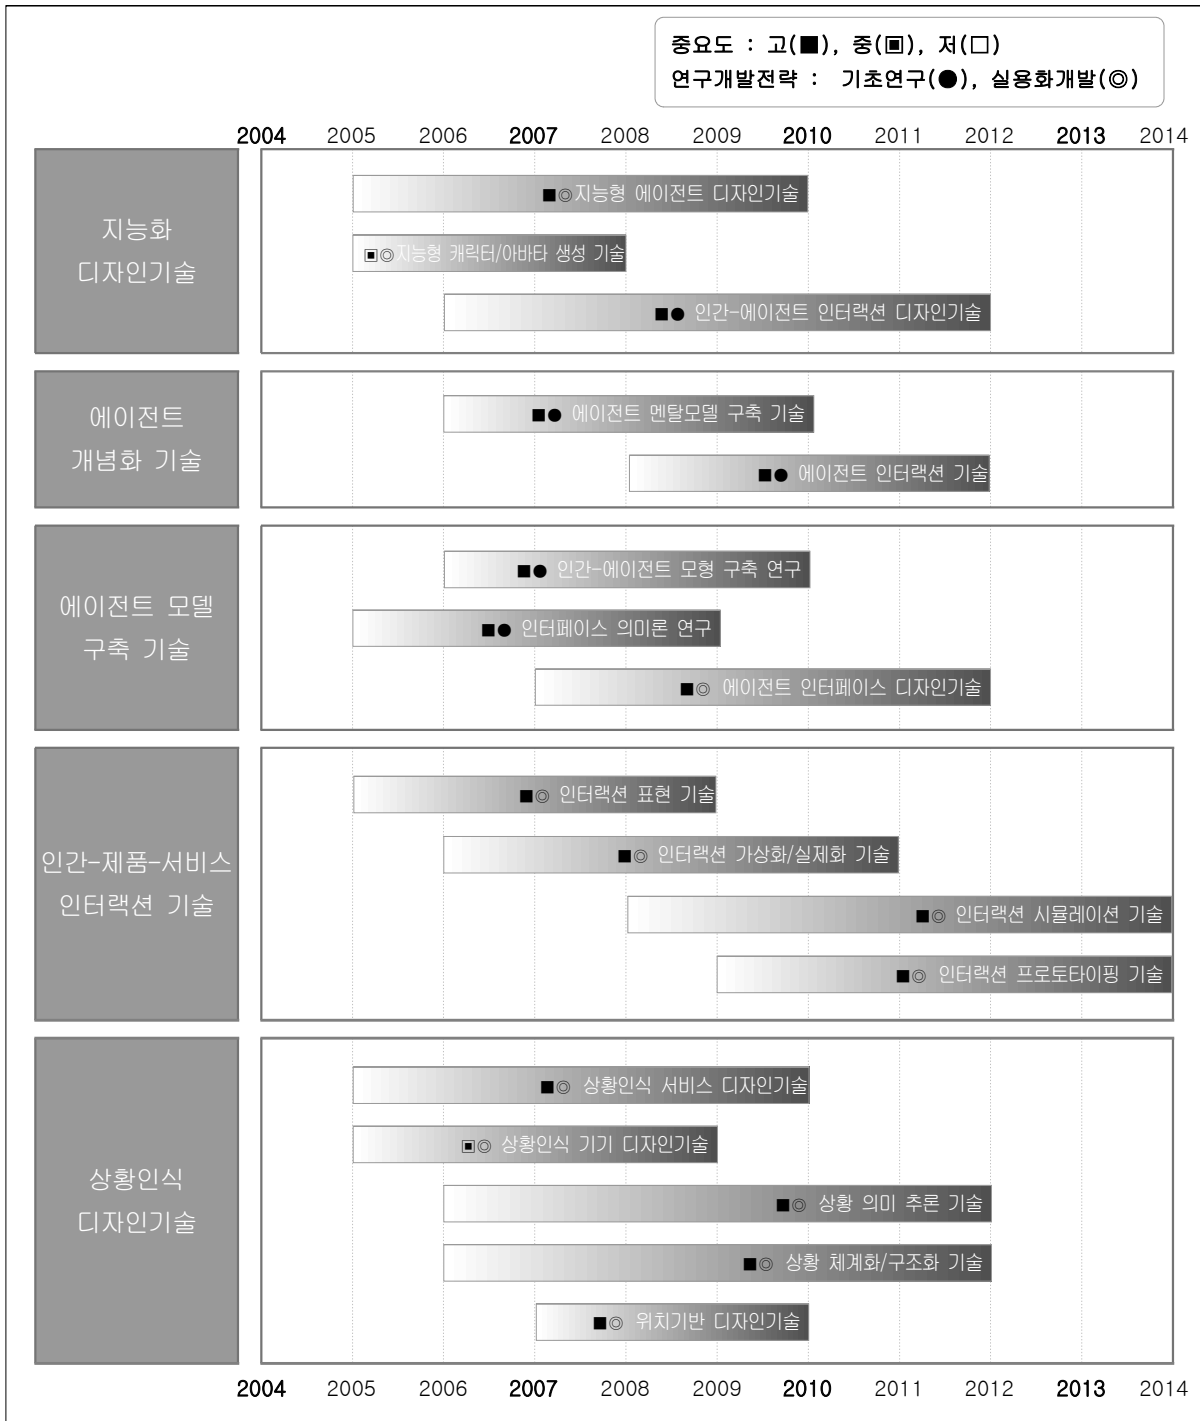 중요도 : 고(■), 중(▣), 저(□)
연구개발전략 : 기초연구(●), 실용화개발(◎)
2004 2005 2006 2007 2008 2009 2010 2011 2012 2013 2014
지능화
디자인기술
■◎지능형 에이전트 디자인기술
▣◎지능형 캐릭터/아바타 생성 기술
■● 인간-에이전트 인터랙션 디자인기술
에이전트
개념화 기술
■● 에이전트 멘탈모델 구축 기술
■● 에이전트 인터랙션 기술
에이전트 모델
구축 기술
■● 인간-에이전트 모형 구축 연구
■● 인터페이스 의미론 연구
■◎ 에이전트 인터페이스 디자인기술
인간-제품-서비스
인터랙션 기술
■◎ 인터랙션 표현 기술
■◎ 인터랙션 가상화/실제화 기술
■◎ 인터랙션 시뮬레이션 기술
■◎ 인터랙션 프로토타이핑 기술
상황인식
디자인기술
■◎ 상황인식 서비스 디자인기술
▣◎ 상황인식 기기 디자인기술
■◎ 상황 의미 추론 기술
■◎ 상황 체계화/구조화 기술
■◎ 위치기반 디자인기술
2004 2005 2006 2007 2008 2009 2010 2011 2012 2013 2014